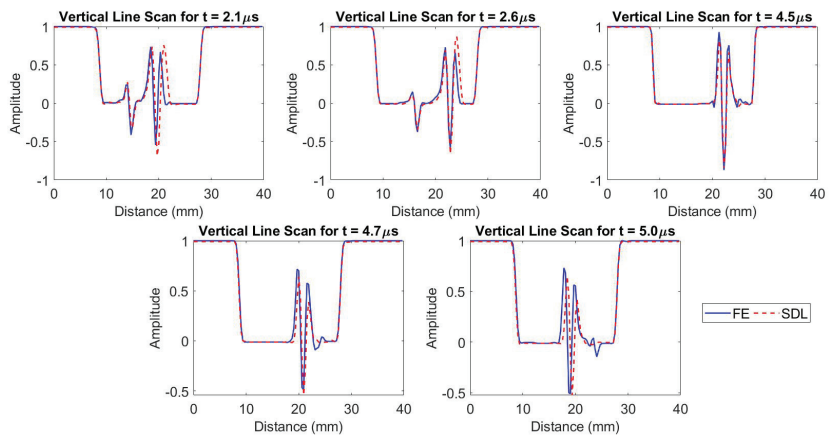 Vertical Line Scan for t = 2.1μs
Vertical Line Scan for t = 2.6μs
Vertical Line Scan for t = 4.5μs
Amplitude
1
0.5
0
-0.5
-1
0 10 20 30 40
Distance (mm)
Amplitude
1
0.5
0
-0.5
-1
0 10 20 30 40
Distance (mm)
Amplitude
1
0.5
0
-0.5
-1
0 10 20 30 40
Distance (mm)
Vertical Line Scan for t = 4.7μs
Vertical Line Scan for t = 5.0μs
Amplitude
1
0.5
0
-0.5
0 10 20 30 40
Distance (mm)
Amplitude
1
0.5
0
-0.5
0 10 20 30 40
Distance (mm)
FE SDL